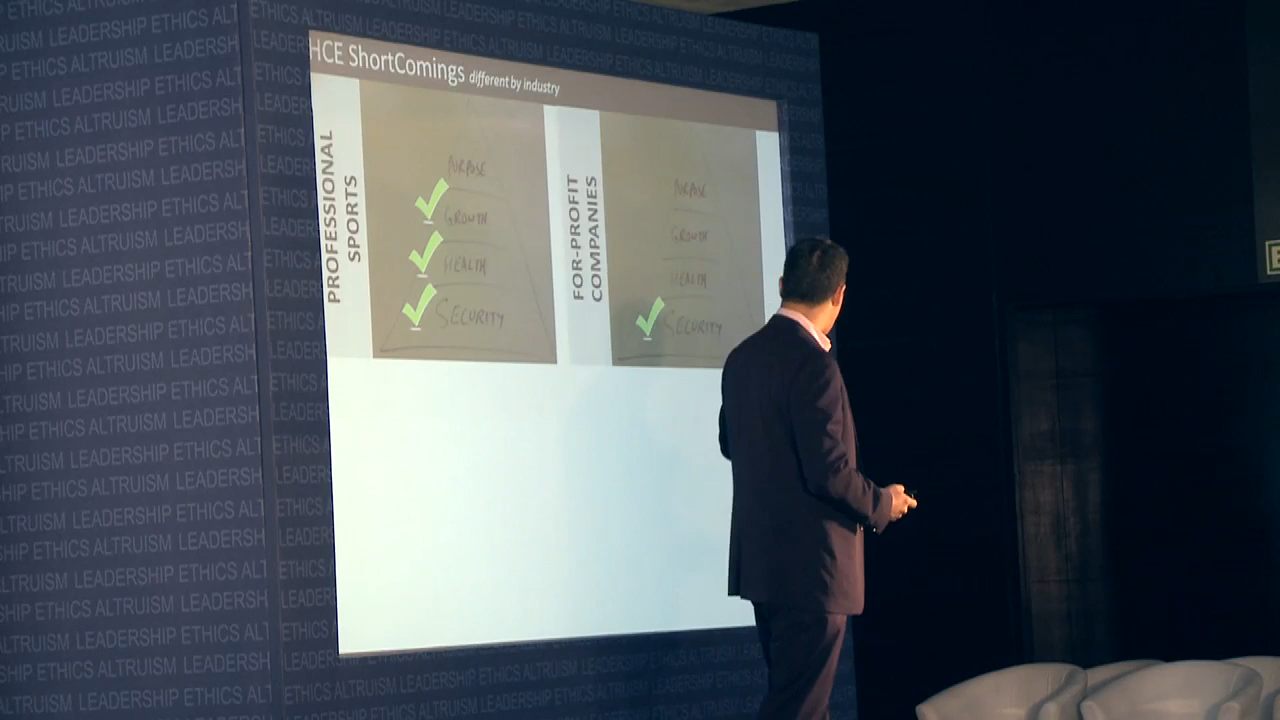 HCE ShortComings different by industry
PROFESSIONAL
SPORTS
PURPOSE
GROWTH
HEALTH
SECURITY
FOR-PROFIT
COMPANIES
PURPOSE
GROWTH
HEALTH
SECURITY
LEADERSHIP ETHICS ALTRUISM LEADERSHIP ETHICS ALTRUISM